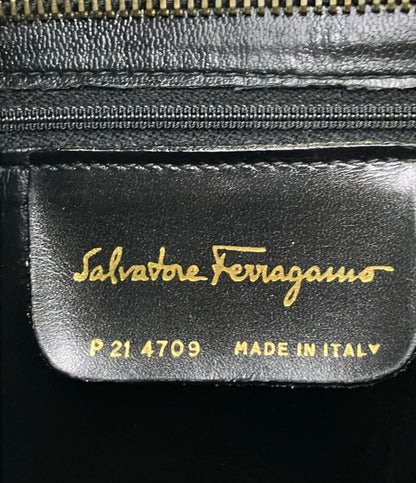 Salvatore Ferragamo
P 21 4709 MADE IN ITALY